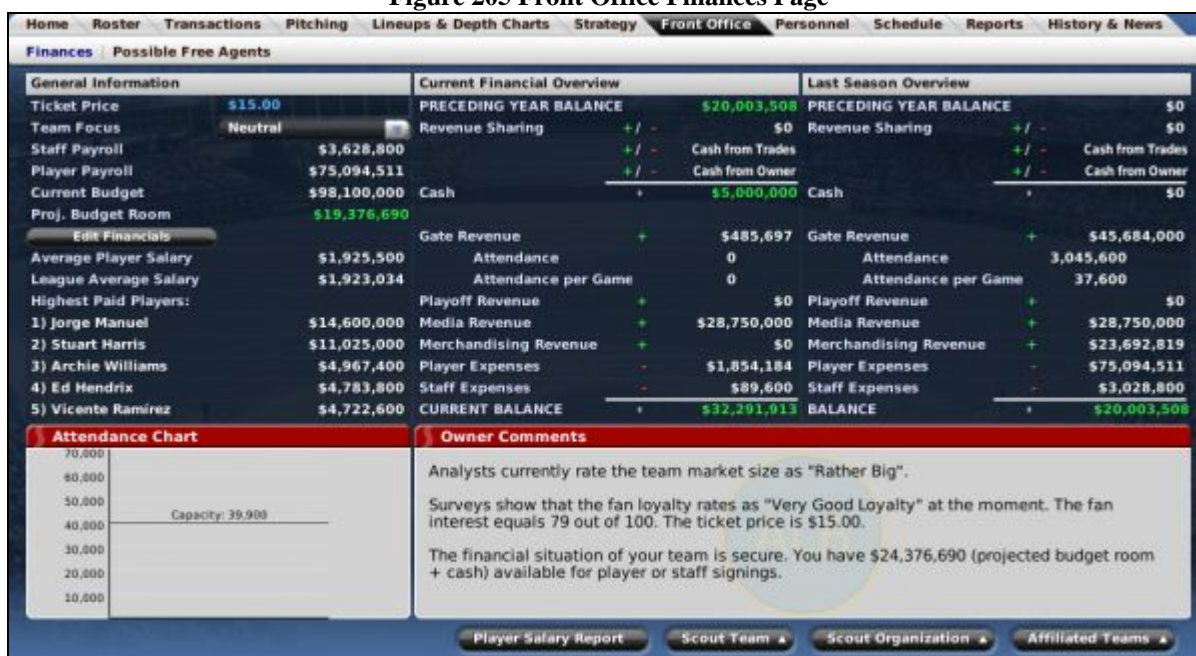 Figure 205 Front Office Finances Page
Home Roster Transactions Pitching Lineups & Depth Charts Strategy Front Office Personnel Schedule Reports History & News
Finances Possible Free Agents
General Information
Ticket Price $15.00
Team Focus Neutral
Staff Payroll $3,628,800
Player Payroll $75,094,511
Current Budget $98,100,000
Proj. Budget Room $19,376,690
Edit Financials
Average Player Salary $1,925,500
League Average Salary $1,923,034
Highest Paid Players:
1) Jorge Manuel $14,600,000
2) Stuart Harris $11,025,000
3) Archie Williams $4,967,400
4) Ed Hendrix $4,783,800
5) Vicente Ramirez $4,722,600
Current Financial Overview
PRECEDING YEAR BALANCE $20,003,508
Revenue Sharing +/- $0
+/- Cash from Trades
+/- Cash from Owner
Cash $5,000,000
Gate Revenue + $485,697
Attendance 0
Attendance per Game 0
Playoff Revenue + $0
Media Revenue + $28,750,000
Merchandising Revenue + $0
Player Expenses - $1,854,184
Staff Expenses - $89,600
CURRENT BALANCE $32,291,913
Last Season Overview
PRECEDING YEAR BALANCE $0
Revenue Sharing +/- $0
+/- Cash from Trades
+/- Cash from Owner
Cash $0
Gate Revenue + $45,684,000
Attendance 3,045,600
Attendance per Game 37,600
Playoff Revenue + $0
Media Revenue + $28,750,000
Merchandising Revenue + $23,692,819
Player Expenses - $75,094,511
Staff Expenses - $3,028,800
BALANCE $20,003,508
Attendance Chart
70,000
60,000
50,000
Capacity: 39,900
40,000
30,000
20,000
10,000
Owner Comments
Analysts currently rate the team market size as "Rather Big".
Surveys show that the fan loyalty rates as "Very Good Loyalty" at the moment. The fan
interest equals 79 out of 100. The ticket price is $15.00.
The financial situation of your team is secure. You have $24,376,690 (projected budget room
+ cash) available for player or staff signings.
Player Salary Report Scout Team Scout Organization Affiliated Teams